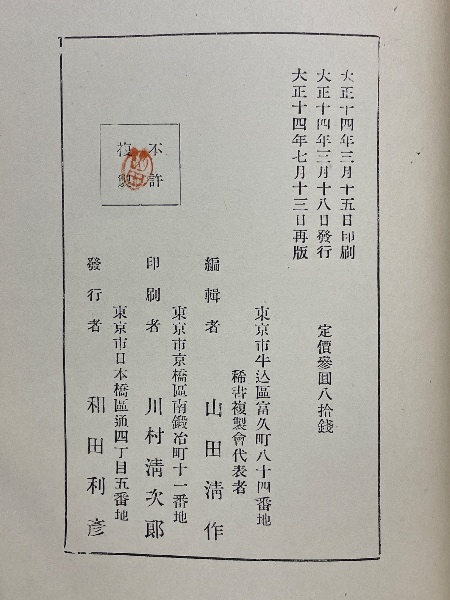 大正十四年三月十五日印刷
大正十四年三月十八日發行
大正十四年七月十三日再版
定價參圓八拾錢
東京市牛込區富久町八十四番地
稀書複製會代表者
編輯者 山田淸作
東京市京橋區南鍛冶町十一番地
印刷者 川村淸次郎
東京市日本橋區通四丁目五番地
發行者 和田利彥
不許
複製